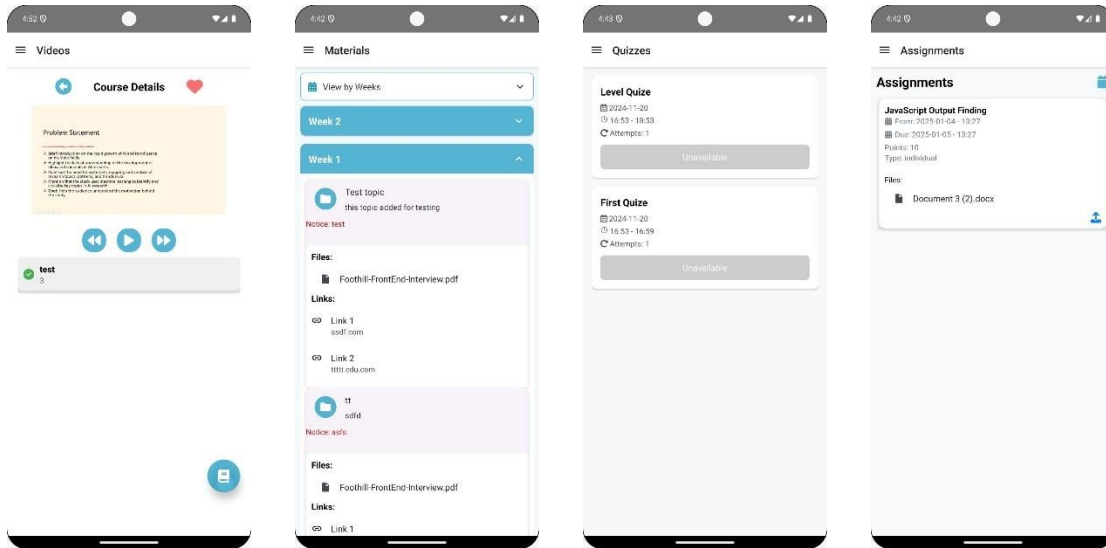 4:52
Videos
Course Details
Problem Statement
test
3
4:42
Materials
View by Weeks
Week 2
Week 1
Test topic
this topic added for testing
Notice: test
Files:
Foothill-FrontEnd-Interview.pdf
Links:
Link 1
asdf.com
Link 2
ttttt.edu.com
tt
sdfd
Notice: asfs
Files:
Foothill-FrontEnd-Interview.pdf
Links:
Link 1
4:43
Quizzes
Level Quize
2024-11-20
16:53 - 18:53
Attempts: 1
Unavailable
First Quize
2024-11-20
16:53 - 16:59
Attempts: 1
Unavailable
4:42
Assignments
Assignments
JavaScript Output Finding
From: 2025-01-04 - 13:27
Due: 2025-01-05 - 13:27
Points: 10
Type: individual
Files:
Document 3 (2).docx